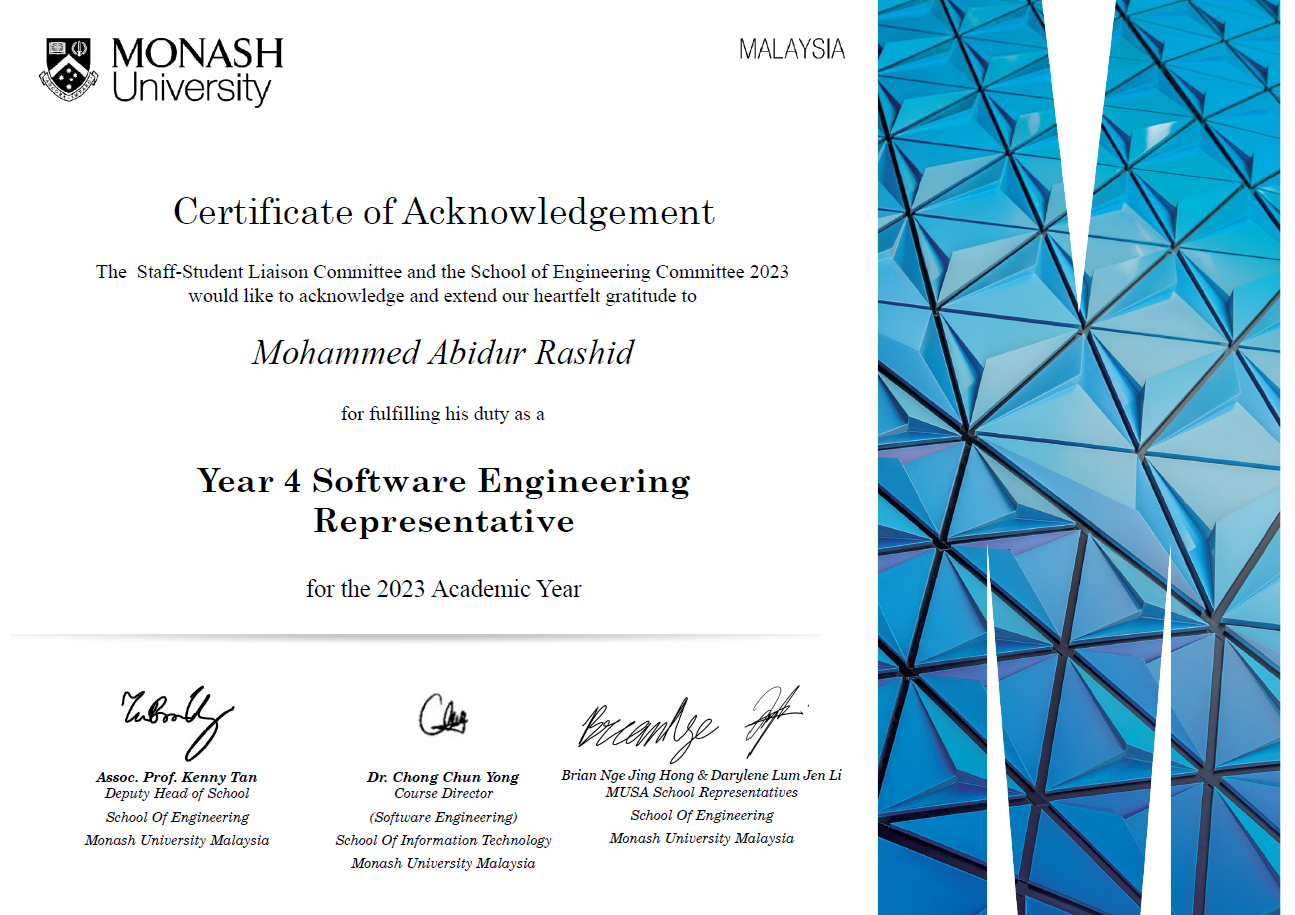 MONASH
University
MALAYSIA
Certificate of Acknowledgement
The Staff-Student Liaison Committee and the School of Engineering Committee 2023
would like to acknowledge and extend our heartfelt gratitude to
Mohammed Abidur Rashid
for fulfilling his duty as a
Year 4 Software Engineering
Representative
for the 2023 Academic Year
Assoc. Prof. Kenny Tan
Deputy Head of School
School Of Engineering
Monash University Malaysia
Dr. Chong Chun Yong
Course Director
(Software Engineering)
School Of Information Technology
Monash University Malaysia
Brian Nge Jing Hong & Darylene Lum Jen Li
MUSA School Representatives
School Of Engineering
Monash University Malaysia